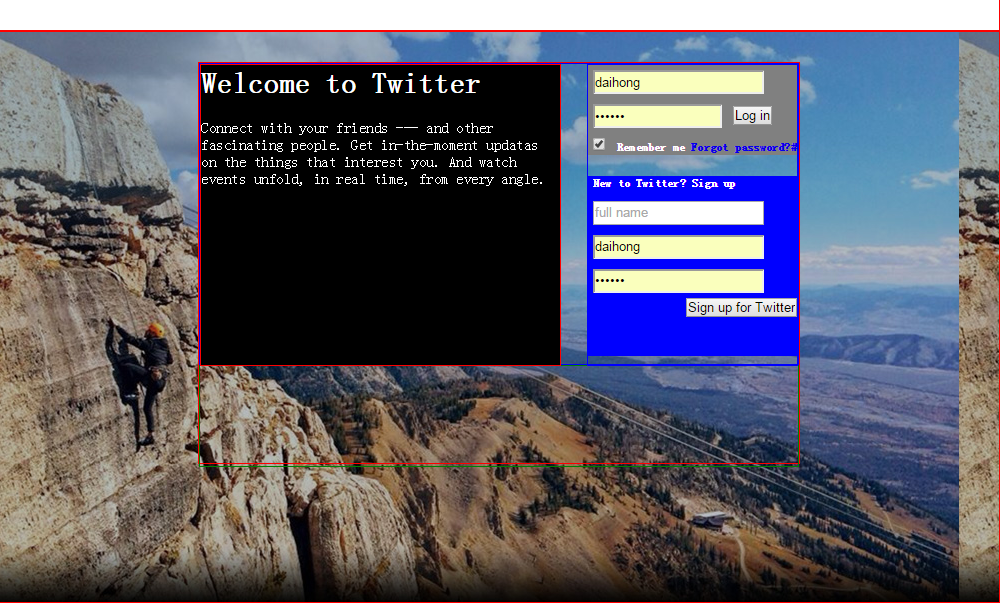 Welcome to Twitter
Connect with your friends —— and other
fascinating people. Get in-the-moment updatas
on the things that interest you. And watch
events unfold, in real time, from every angle.
daihong
•••••• Log in
Remember me Forgot password?#
New to Twitter? Sign up
full name
daihong
••••••
Sign up for Twitter